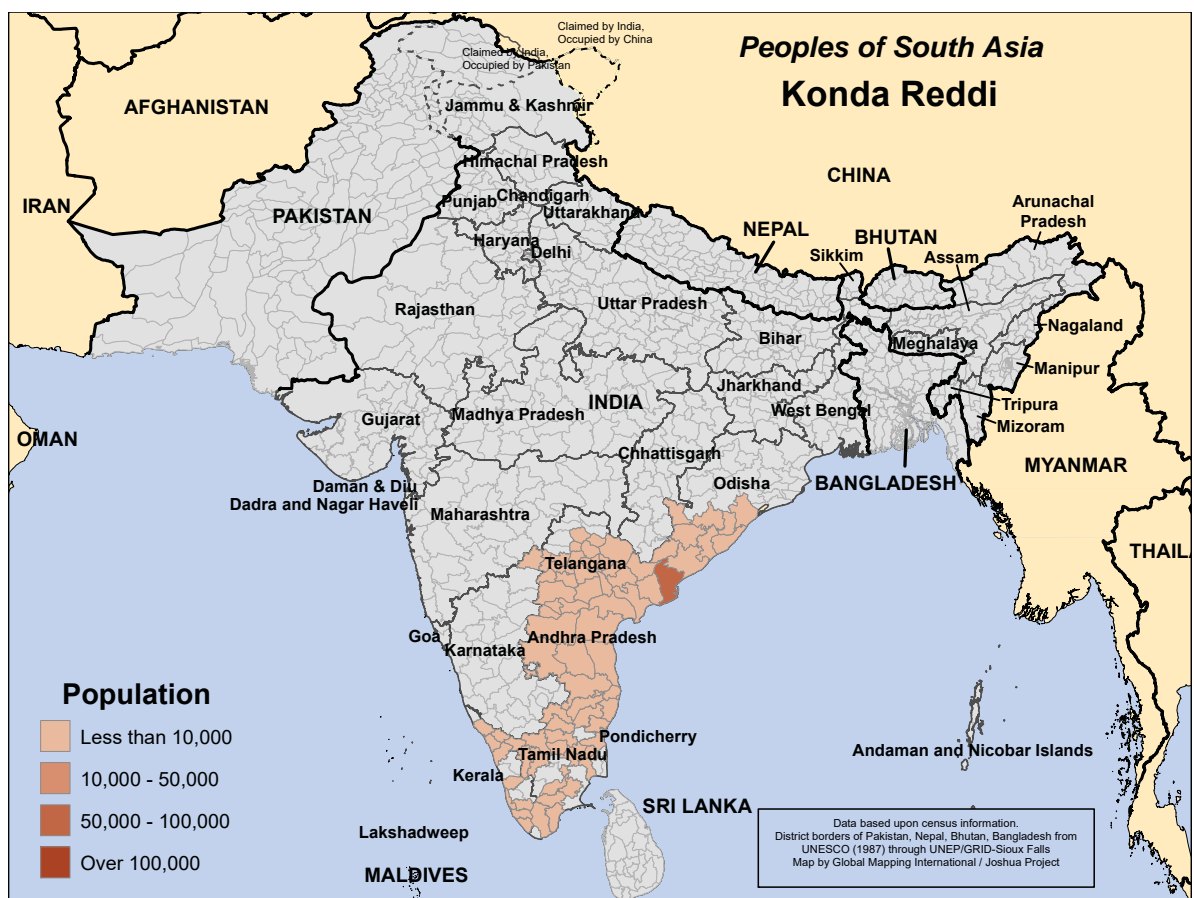 Peoples of South Asia
Konda Reddi
Claimed by India,
Occupied by China
Claimed by India,
Occupied by Pakistan
AFGHANISTAN
Jammu & Kashmir
Himachal Pradesh
CHINA
IRAN
PAKISTAN
Punjab
Chandigarh
Uttarakhand
Arunachal
Pradesh
Haryana
Delhi
NEPAL
BHUTAN
Sikkim
Assam
Rajasthan
Uttar Pradesh
Bihar
Meghalaya
Nagaland
Manipur
Jharkhand
INDIA
Gujarat
Madhya Pradesh
West Bengal
Tripura
Mizoram
OMAN
Chhattisgarh
MYANMAR
Daman & Diu
Dadra and Nagar Haveli
Odisha
BANGLADESH
Maharashtra
THAIL
Telangana
Goa
Andhra Pradesh
Karnataka
Population
Less than 10,000
10,000 - 50,000
50,000 - 100,000
Over 100,000
Pondicherry
Tamil Nadu
Andaman and Nicobar Islands
Kerala
SRI LANKA
Lakshadweep
MALDIVES
Data based upon census information.
District borders of Pakistan, Nepal, Bhutan, Bangladesh from
UNESCO (1987) through UNEP/GRID-Sioux Falls
Map by Global Mapping International / Joshua Project